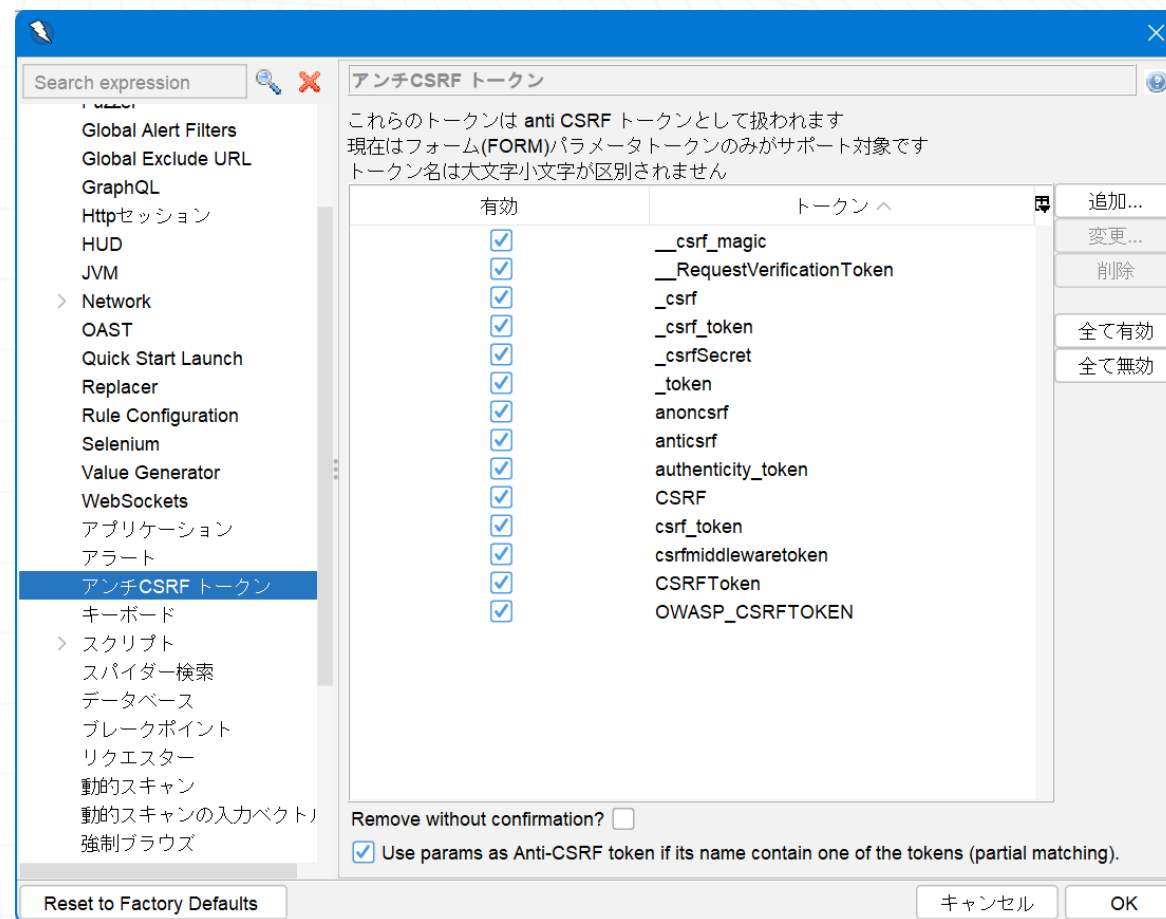 Search expression
Global Alert Filters
Global Exclude URL
GraphQL
Httpセッション
HUD
JVM
Network
OAST
Quick Start Launch
Replacer
Rule Configuration
Selenium
Value Generator
WebSockets
アプリケーション
アラート
アンチCSRF トークン
キーボード
スクリプト
スパイダー検索
データベース
ブレークポイント
リクエスター
動的スキャン
動的スキャンの入力ベクトル
強制ブラウズ
アンチCSRF トークン
これらのトークンは anti CSRF トークンとして扱われます
現在はフォーム(FORM)パラメータトークンのみがサポート対象です
トークン名は大文字小文字が区別されません
有効 トークン
__csrf_magic
__RequestVerificationToken
_csrf
_csrf_token
_csrfSecret
_token
anoncsrf
anticsrf
authenticity_token
CSRF
csrf_token
csrfmiddlewaretoken
CSRFToken
OWASP_CSRFTOKEN
追加...
変更...
削除
全て有効
全て無効
Remove without confirmation?
Use params as Anti-CSRF token if its name contain one of the tokens (partial matching).
Reset to Factory Defaults
キャンセル
OK